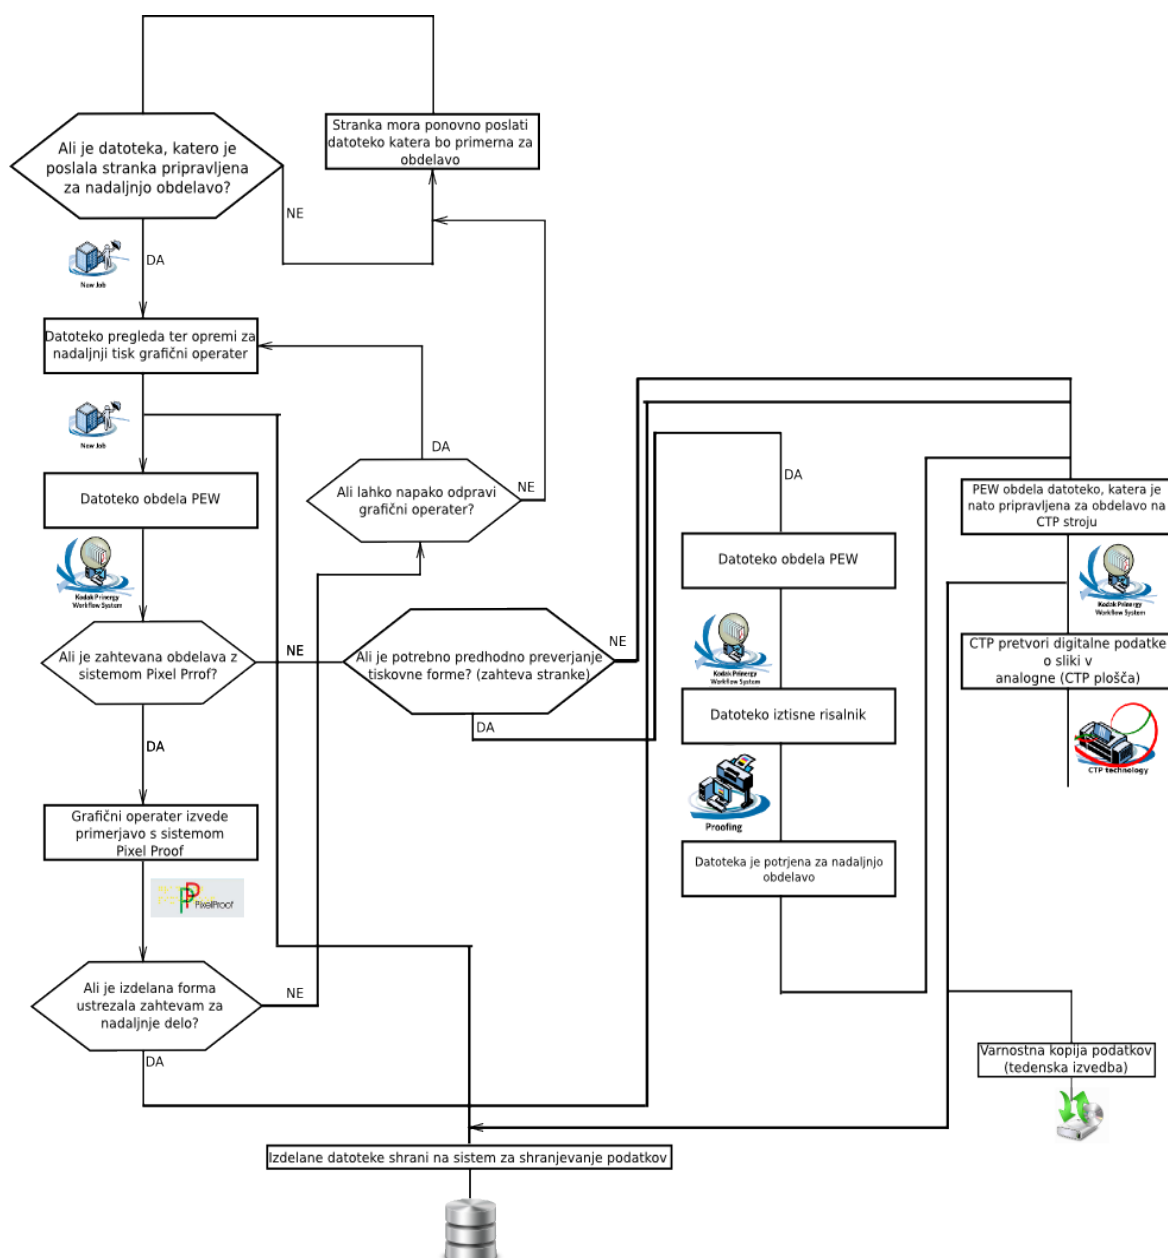 Ali je datoteka, katero je
poslala stranka pripravljena
za nadaljnjo obdelavo?
Stranka mora ponovno poslati
datoteko katera bo primerna za
obdelavo
NE
DA
New Job
Datoteko pregleda ter opremi za
nadaljnji tisk grafični operater
New Job
DA
Ali lahko napako odpravi
grafični operater?
NE
Datoteko obdela PEW
Kodak Prinergy
Workflow System
Ali je zahtevana obdelava z
sistemom Pixel Prrof?
NE
Ali je potrebno predhodno preverjanje
tiskovne forme? (zahteva stranke)
NE
DA
DA
Grafični operater izvede
primerjavo s sistemom
Pixel Proof
PixelProof
Ali je izdelana forma
ustrezala zahtevam za
nadaljnje delo?
NE
DA
DA
Datoteko obdela PEW
Kodak Prinergy
Workflow System
Datoteko iztisne risalnik
Proofing
Datoteka je potrjena za nadaljnjo
obdelavo
PEW obdela datoteko, katera je
nato pripravljena za obdelavo na
CTP stroju
Kodak Prinergy
Workflow System
CTP pretvori digitalne podatke
o sliki v
analogne (CTP plošča)
CTP technology
Varnostna kopija podatkov
(tedenska izvedba)
Izdelane datoteke shrani na sistem za shranjevanje podatkov